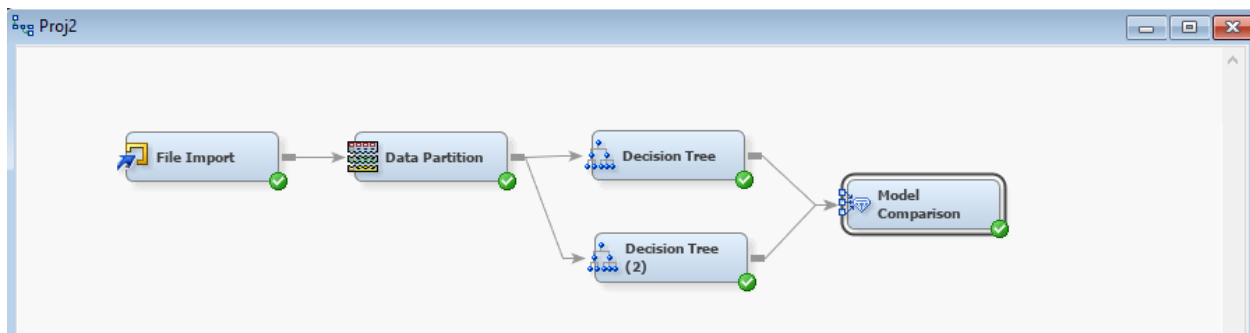 Proj2
File Import
Data Partition
Decision Tree
Model
Comparison
Decision Tree
(2)